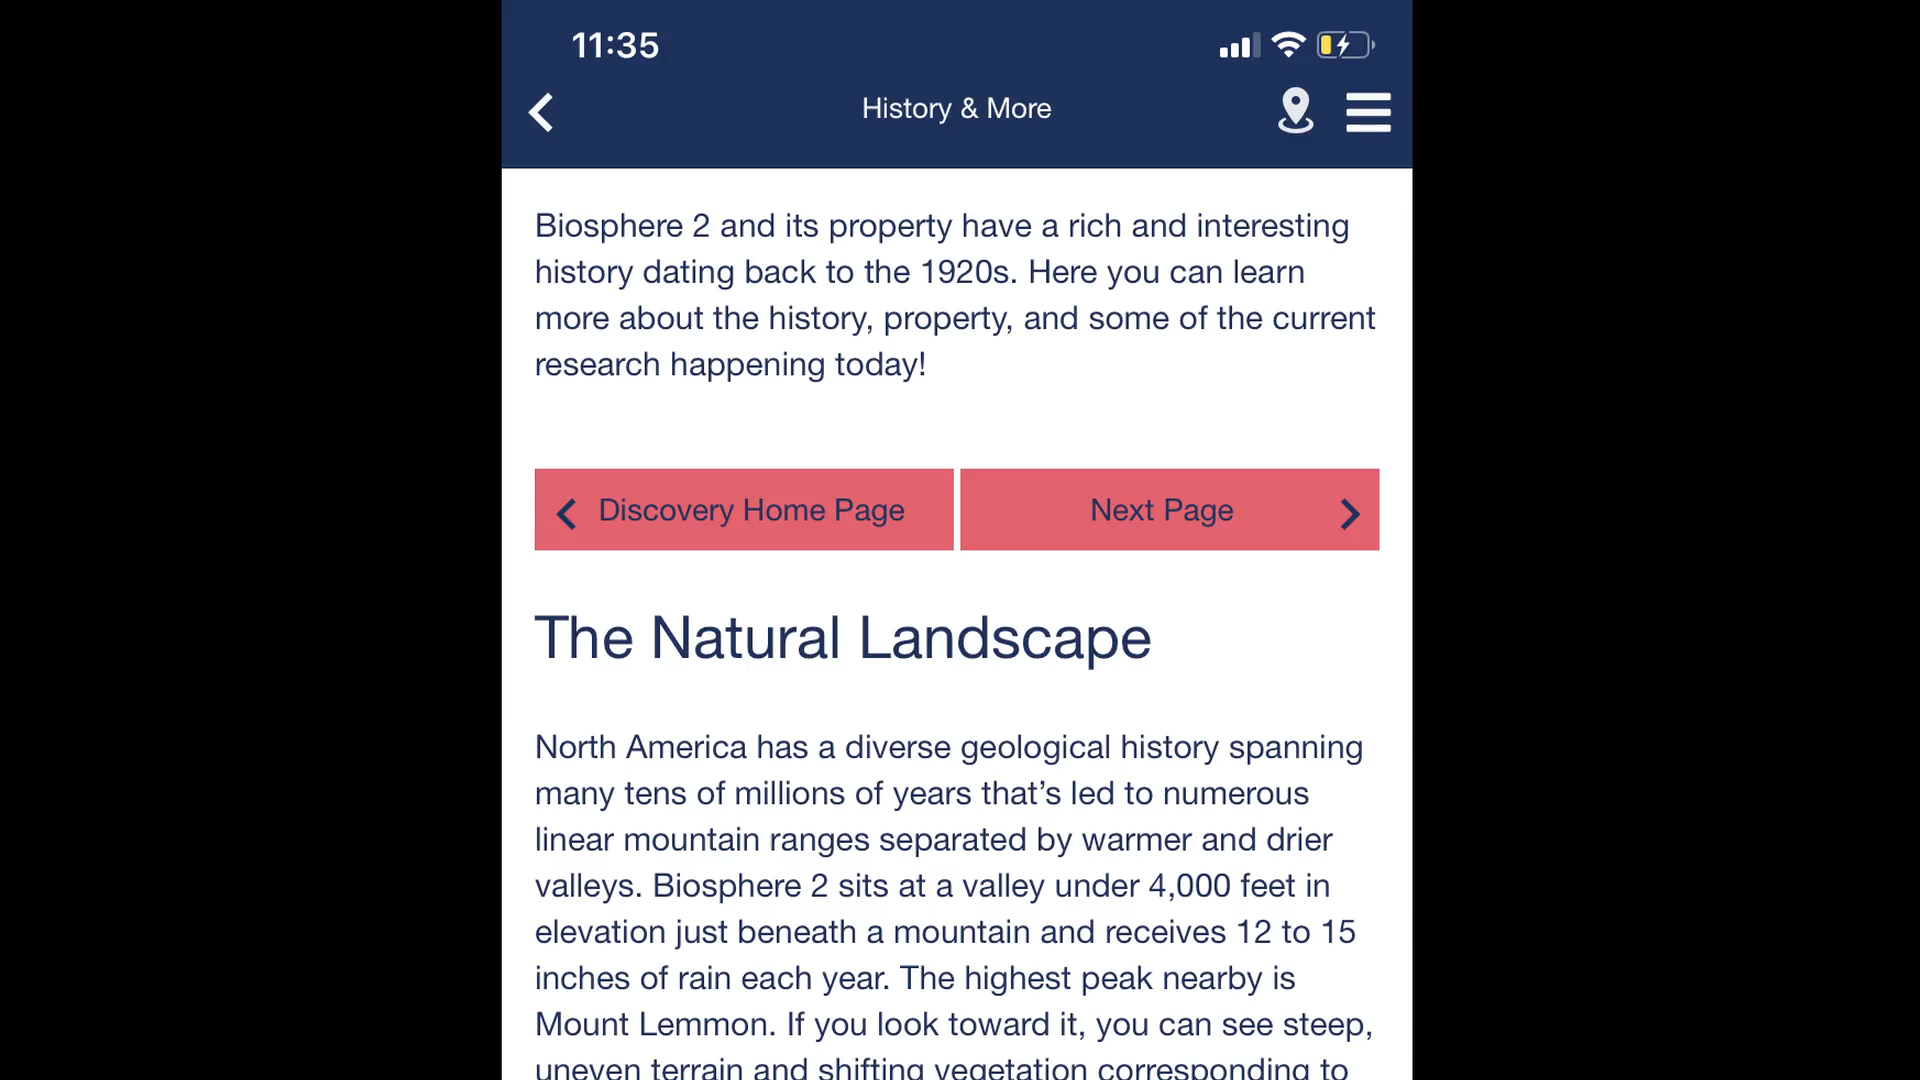 11:35
History & More
Biosphere 2 and its property have a rich and interesting
history dating back to the 1920s. Here you can learn
more about the history, property, and some of the current
research happening today!
Discovery Home Page
Next Page
The Natural Landscape
North America has a diverse geological history spanning
many tens of millions of years that’s led to numerous
linear mountain ranges separated by warmer and drier
valleys. Biosphere 2 sits at a valley under 4,000 feet in
elevation just beneath a mountain and receives 12 to 15
inches of rain each year. The highest peak nearby is
Mount Lemmon. If you look toward it, you can see steep,
uneven terrain and shifting vegetation corresponding to